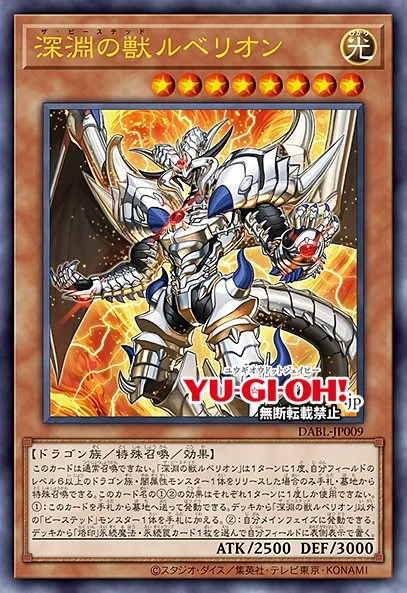 ザ・ビーステッド
深淵の獣ルベリオン
ひかり
光
ユウギオウドットジェイピー
YU-GI-OH!.jp
無断転載禁止
DABL-JP009
【ドラゴン族／特殊召喚／効果】
このカードは通常召喚できない。「深淵の獣ルベリオン」は1ターンに1度、自分フィールドの
レベル6以上のドラゴン族・闇属性モンスター1体をリリースした場合のみ手札・墓地から
特殊召喚できる。このカード名の①②の効果はそれぞれ1ターンに1度しか使用できない。
①：このカードを手札から墓地へ送って発動できる。デッキから「深淵の獣ルベリオン」以外
の「ビーステッド」モンスター1体を手札に加える。②：自分メインフェイズに発動できる。
デッキから「烙印」永続魔法・永続罠カード1枚を選んで自分フィールドに表側表示で置く。
ATK/2500 DEF/3000
©スタジオ・ダイス／集英社・テレビ東京・KONAMI